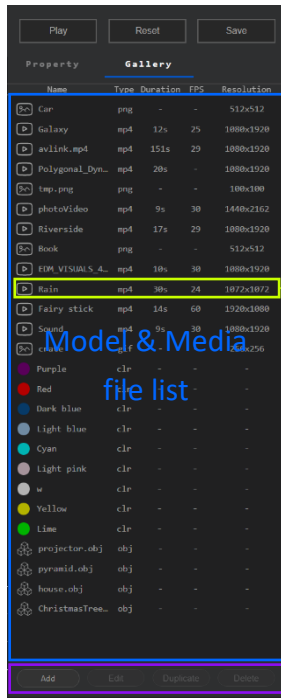 Play Reset Save
Property Gallery
Name Type Duration FPS Resolution
Car png - - 512x512
Galaxy mp4 12s 25 1080x1920
avlink.mp4 mp4 151s 29 1080x1920
Polygonal_Dyn… mp4 20s - 1080x1920
tmp.png png - - 100x100
photoVideo mp4 9s 30 1440x2162
Riverside mp4 17s 29 1080x1920
Book png - - 512x512
EDM_VISUALS_4… mp4 10s 30 1080x1920
Rain mp4 30s 24 1072x1072
Fairy stick mp4 14s 60 1920x1080
Sound mp4 9s 30 1080x1920
Model & Media
crate gif - - 256x256
Purple clr - - -
Red clr - - -
file list
Dark blue clr - - -
Light blue clr - - -
Cyan clr - - -
Light pink clr - - -
w clr - - -
Yellow clr - - -
Lime clr - - -
projector.obj obj - - -
pyramid.obj obj - - -
house.obj obj - - -
ChristmasTree… obj - - -
Add Edit Duplicate Delete